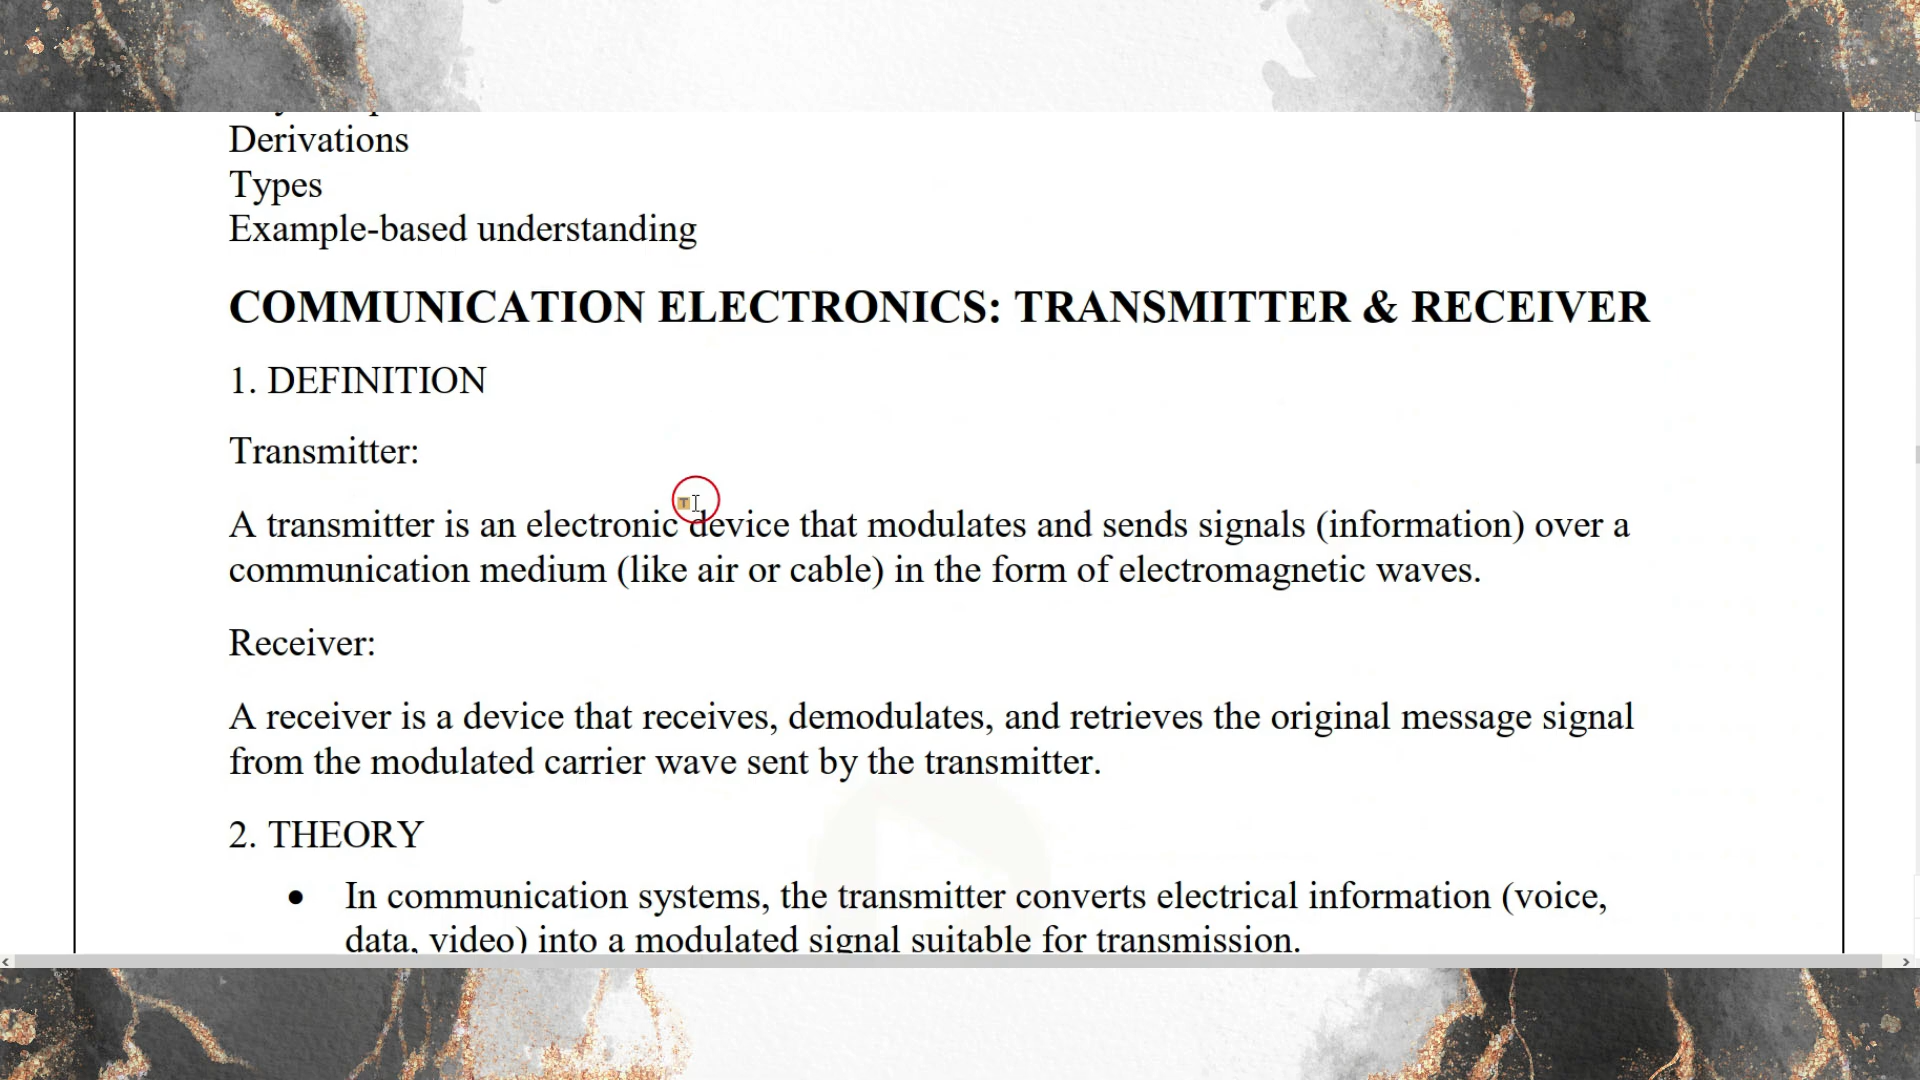 Derivations
Types
Example-based understanding
COMMUNICATION ELECTRONICS: TRANSMITTER & RECEIVER
1. DEFINITION
Transmitter:
A transmitter is an electronic device that modulates and sends signals (information) over a
communication medium (like air or cable) in the form of electromagnetic waves.
Receiver:
A receiver is a device that receives, demodulates, and retrieves the original message signal
from the modulated carrier wave sent by the transmitter.
2. THEORY
• In communication systems, the transmitter converts electrical information (voice,
data, video) into a modulated signal suitable for transmission.